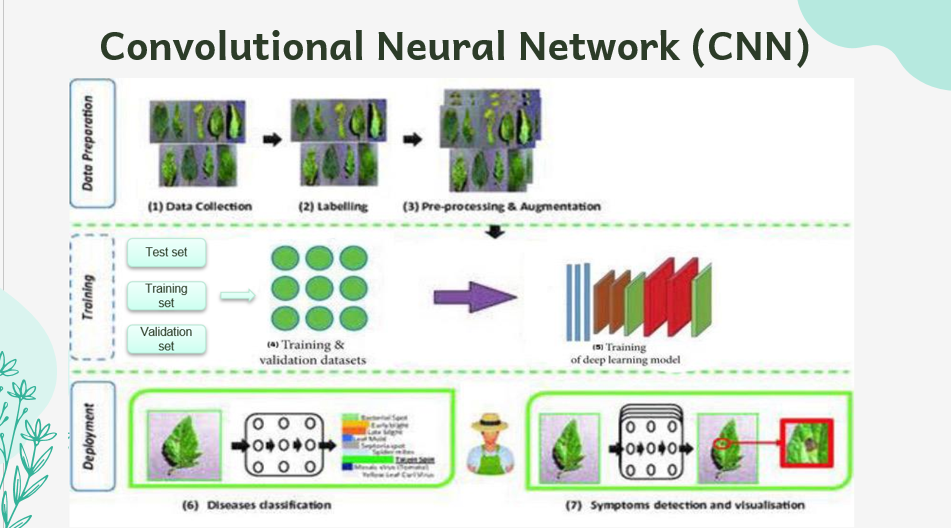 Convolutional Neural Network (CNN)
Data Preparation
(1) Data Collection
(2) Labelling
(3) Pre-processing & Augmentation
Training
Test set
Training
set
Validation
set
(4) Training &
validation datasets
(5) Training
of deep learning model
Deployment
Bacterial Spot
Early blight
Late blight
Leaf Mold
Septoria spot
Spider mites
Target Spot
Mosaic virus (Tomato)
Yellow Leaf Curl Virus
(6) Diseases classification
(7) Symptoms detection and visualisation